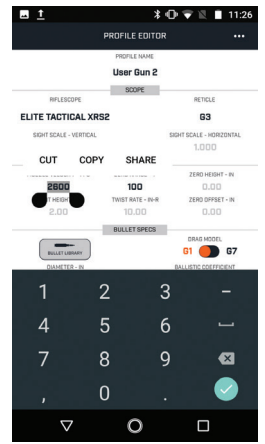 11:26
PROFILE EDITOR
PROFILE NAME
User Gun 2
SCOPE
RIFLESCOPE RETICLE
ELITE TACTICAL XRS2 G3
SIGHT SCALE - VERTICAL SIGHT SCALE - HORIZONTAL
1.000
CUT COPY SHARE
ZERO HEIGHT - IN
2600 100 0.00
T HEIGH TWIST RATE - IN-R ZERO OFFSET - IN
2.00 10.00 0.00
BULLET SPECS
DRAG MODEL
BULLET LIBRARY G1 G7
DIAMETER - IN BALLISTIC COEFFICIENT
1 2 3 -
4 5 6
7 8 9
, 0 .